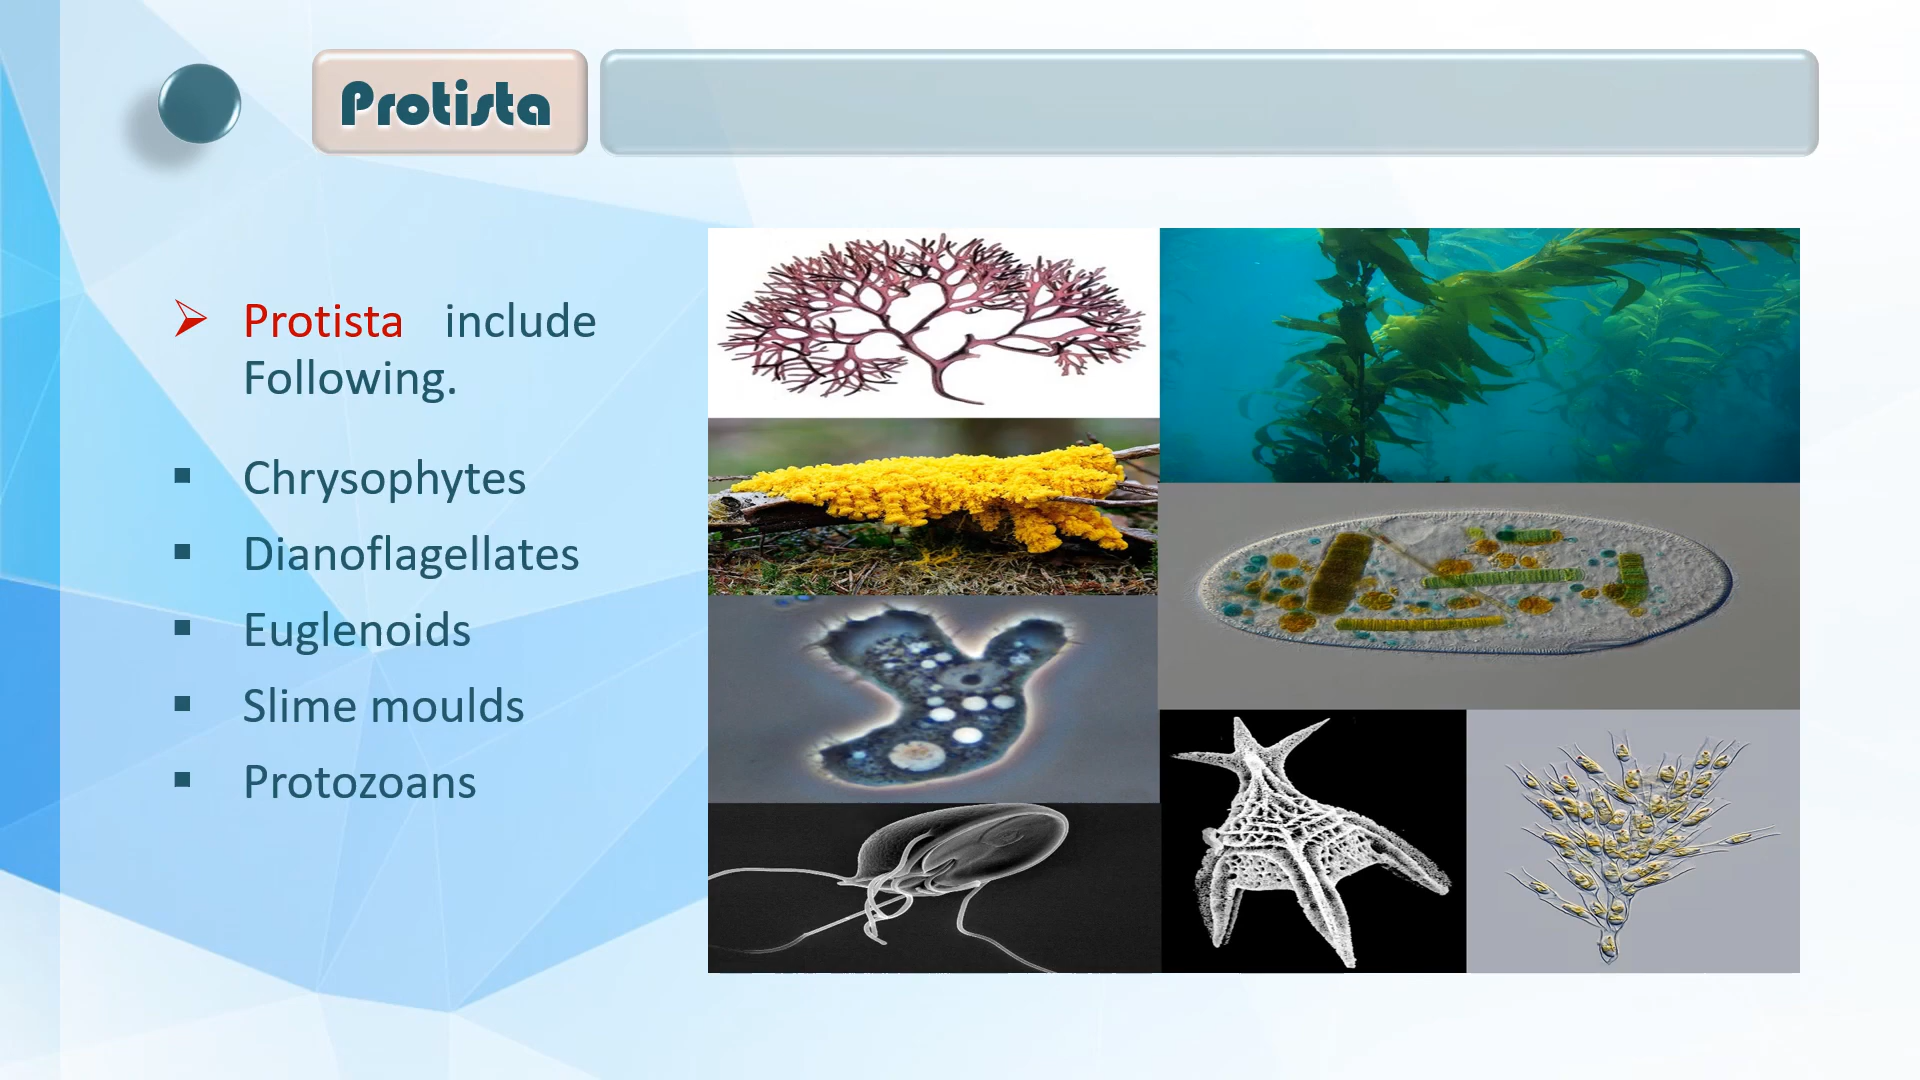 Protista
Protista include
Following.
Chrysophytes
Dianoflagellates
Euglenoids
Slime moulds
Protozoans